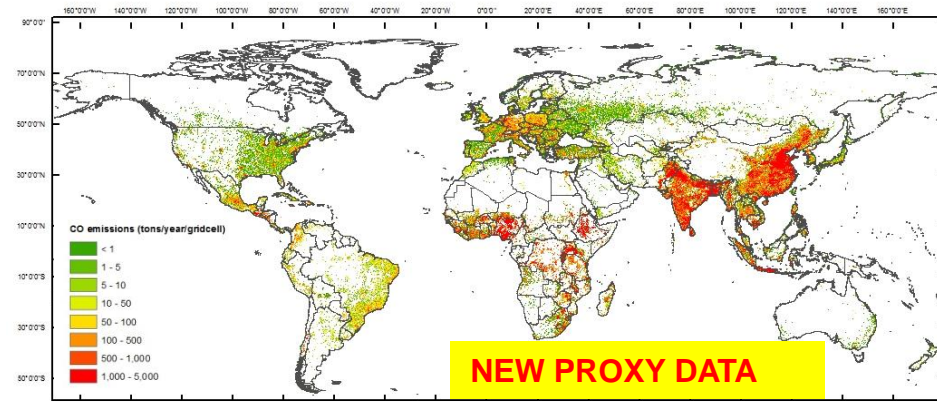 160°0'0"W 140°0'0"W 120°0'0"W 100°0'0"W 80°0'0"W 60°0'0"W 40°0'0"W 20°0'0"W 0°0'0" 20°0'0"E 40°0'0"E 60°0'0"E 80°0'0"E 100°0'0"E 120°0'0"E 140°0'0"E 160°0'0"E
90°0'0"N
70°0'0"N
50°0'0"N
30°0'0"N
10°0'0"N
10°0'0"S
30°0'0"S
50°0'0"S
CO emissions (tons/year/gridcell)
< 1
1 - 5
5 - 10
10 - 50
50 - 100
100 - 500
500 - 1,000
1,000 - 5,000
NEW PROXY DATA